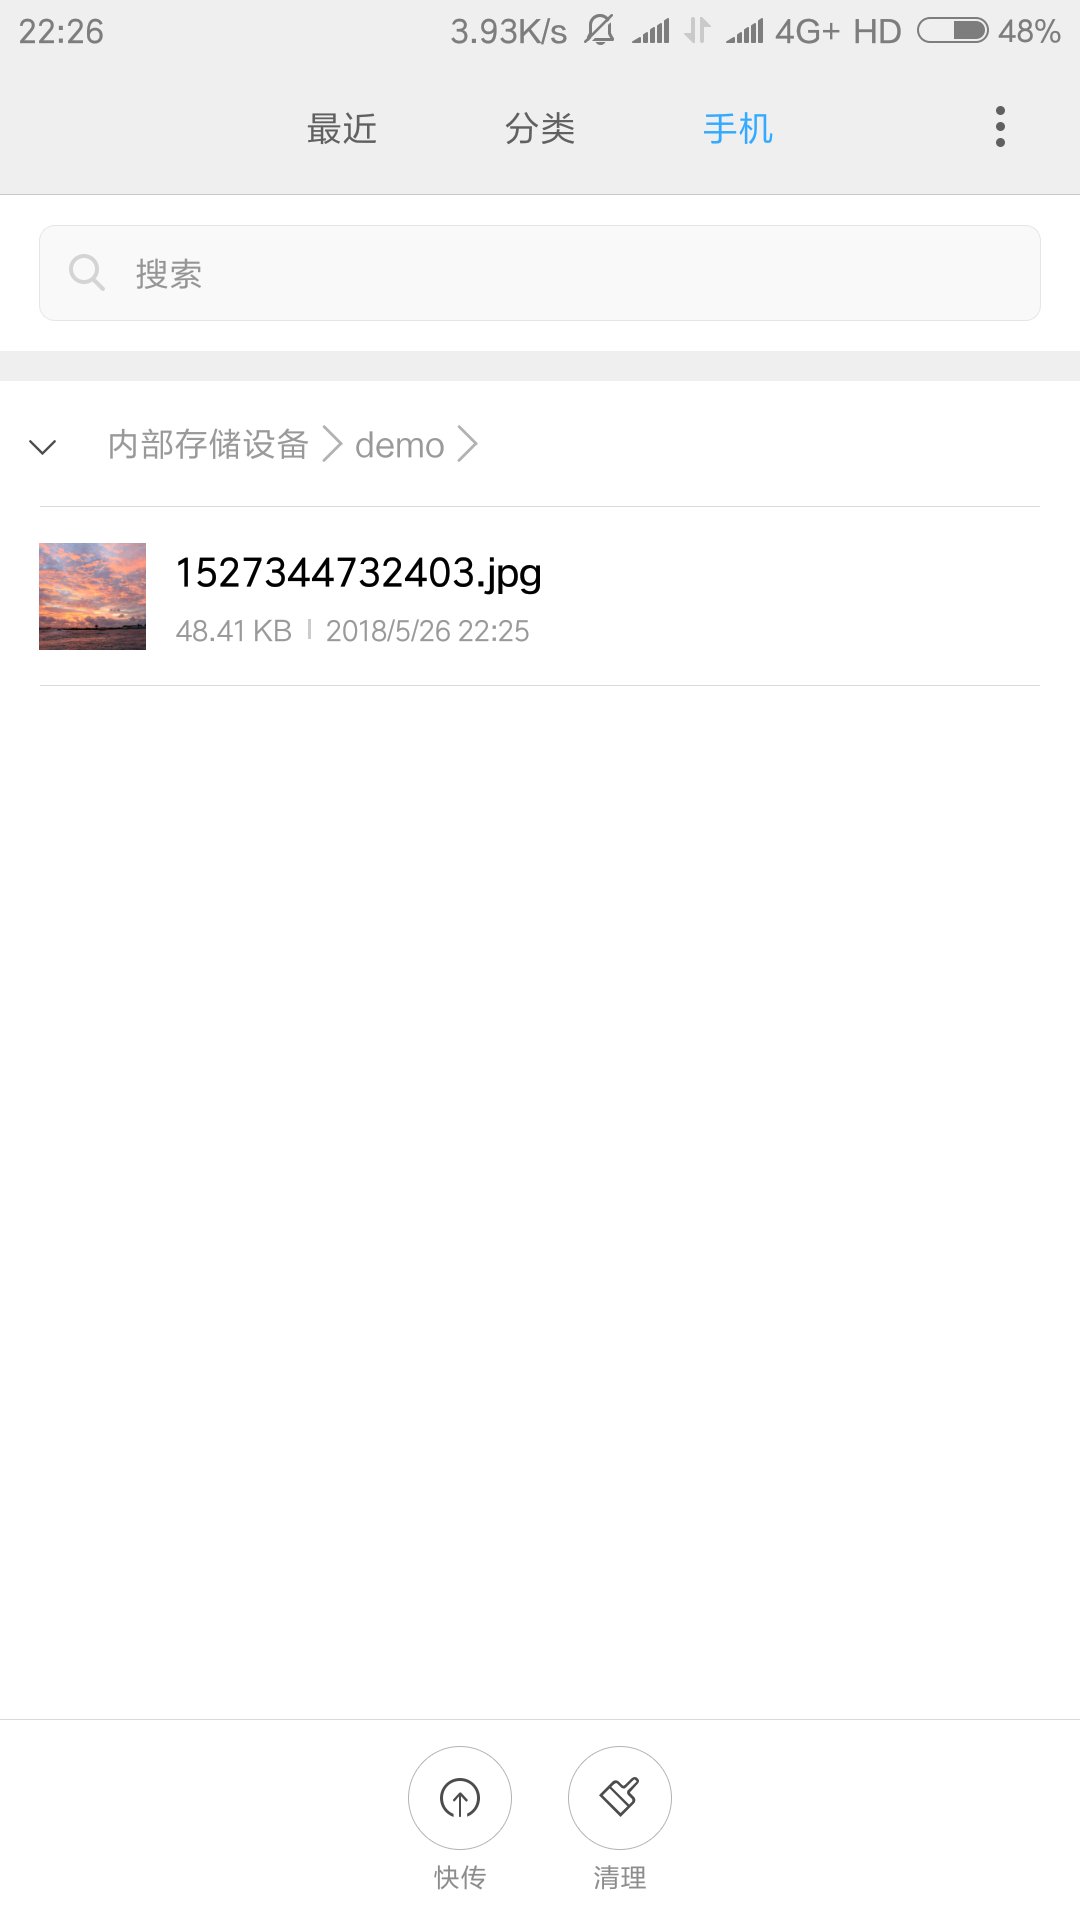 22:26 3.93K/s 4G+ HD 48%
最近 分类 手机
搜索
内部存储设备 demo
1527344732403.jpg
48.41 KB 2018/5/26 22:25
快传 清理